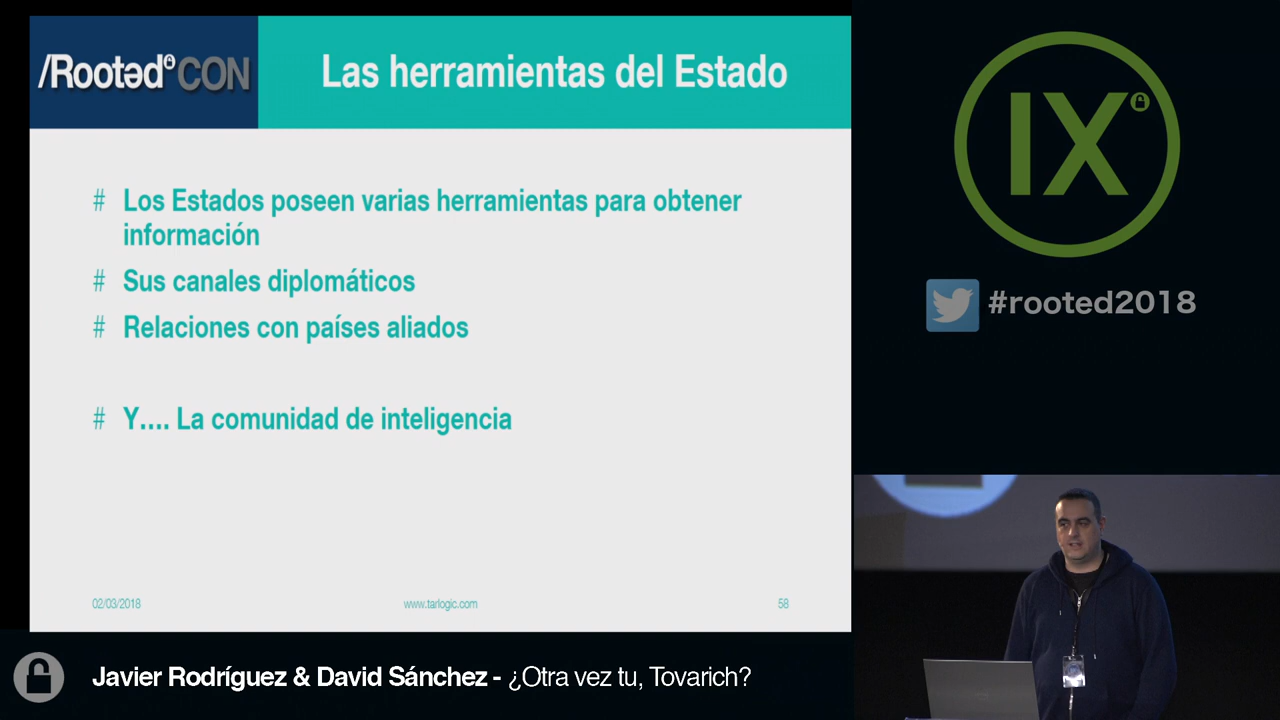 /Rootəd CON
Las herramientas del Estado
# Los Estados poseen varias herramientas para obtener
información
# Sus canales diplomáticos
# Relaciones con países aliados
# Y.... La comunidad de inteligencia
02/03/2018
www.tarlogic.com
58
IX
#rooted2018
Javier Rodríguez & David Sánchez - ¿Otra vez tu, Tovarich?